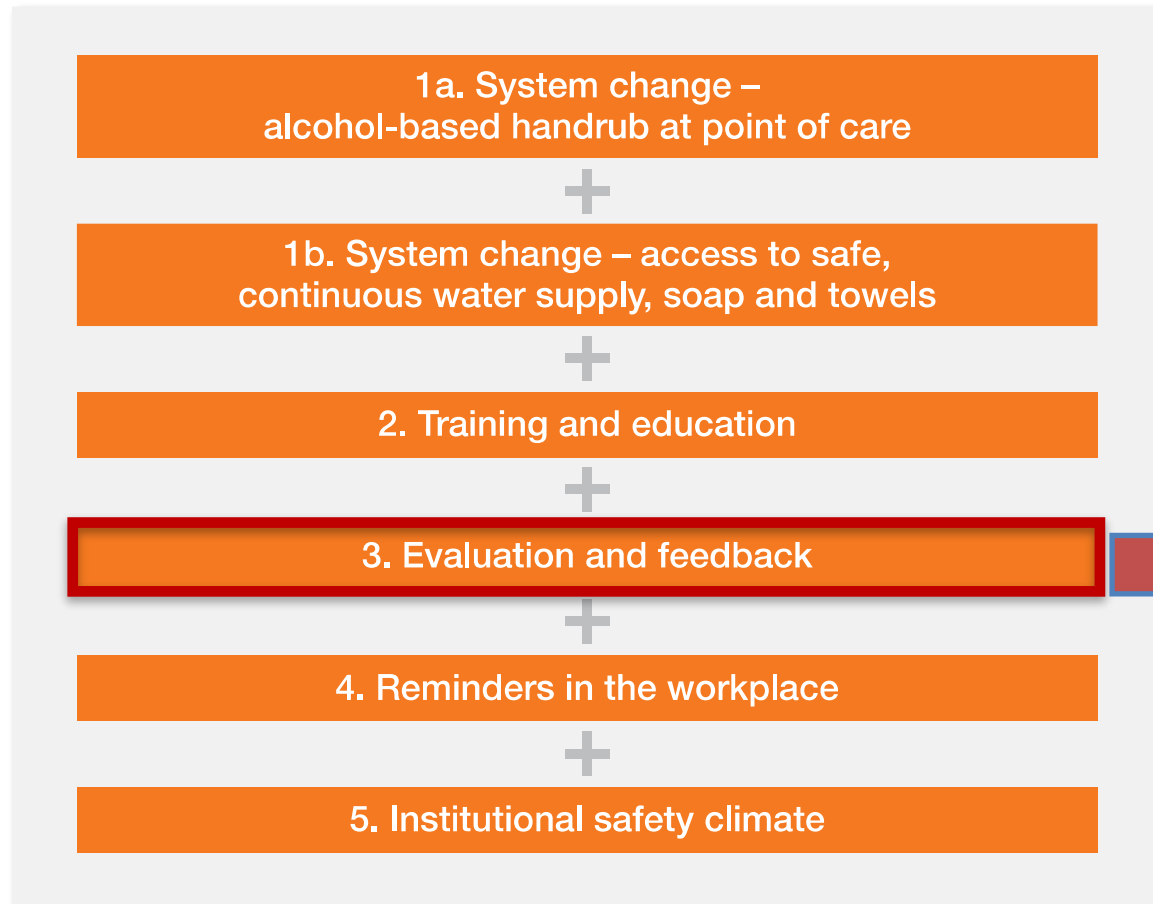 1a. System change –
alcohol-based handrub at point of care
1b. System change – access to safe,
continuous water supply, soap and towels
2. Training and education
3. Evaluation and feedback
4. Reminders in the workplace
5. Institutional safety climate